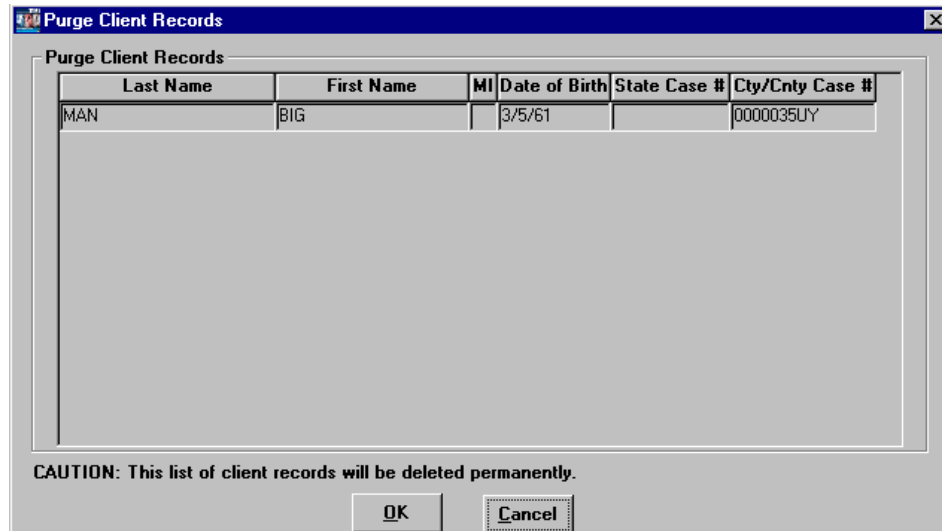 Purge Client Records
Purge Client Records
Last Name First Name MI Date of Birth State Case # Cty/Cnty Case #
MAN BIG 3/5/61 0000035UY
CAUTION: This list of client records will be deleted permanently.
OK Cancel